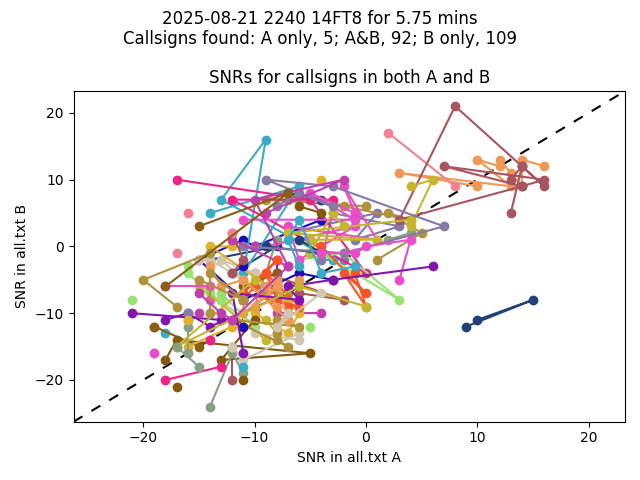 2025-08-21 2240 14FT8 for 5.75 mins
Callsigns found: A only, 5; A&B, 92; B only, 109
SNRs for callsigns in both A and B
SNR in all.txt B
20
10
0
−10
−20
−20
−10
0
10
20
SNR in all.txt A